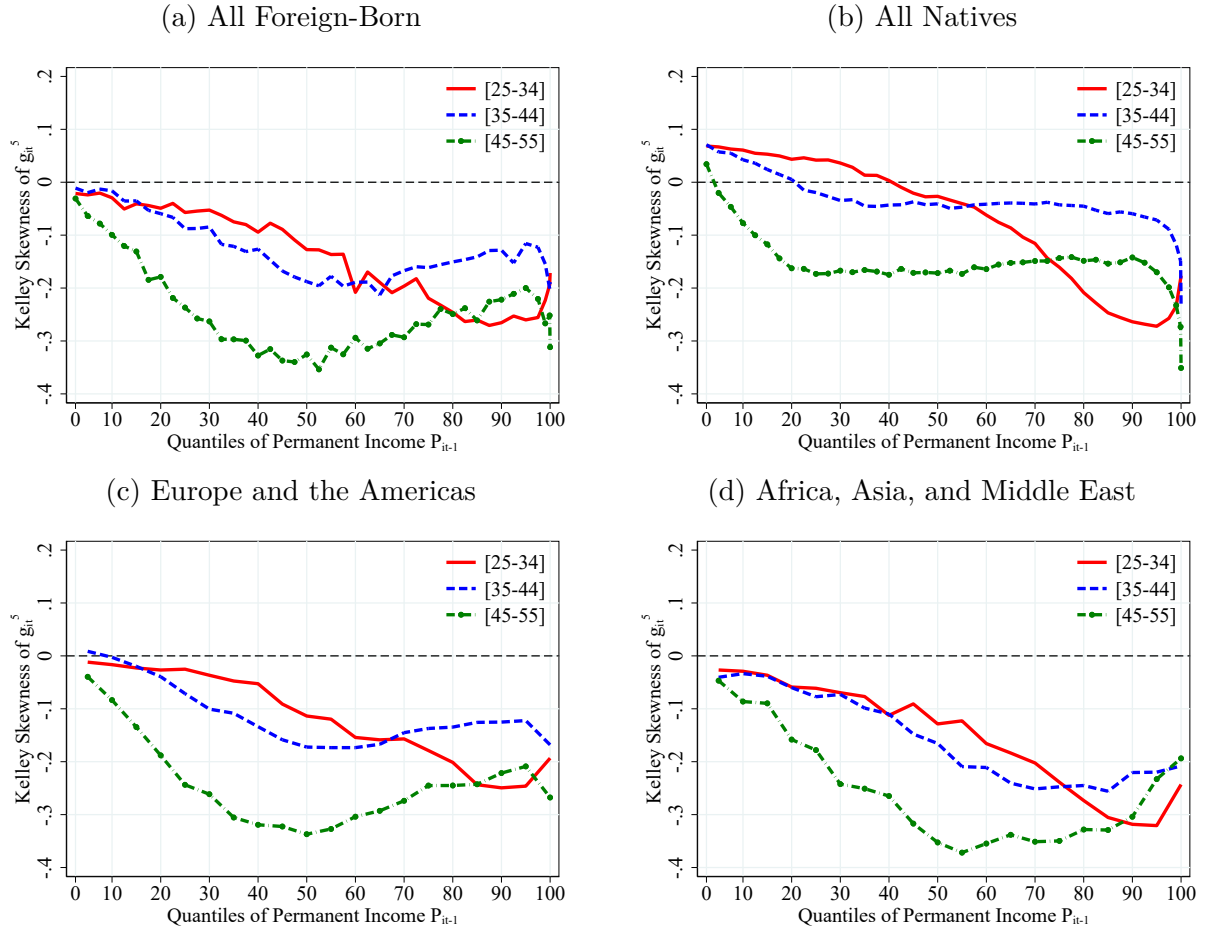 (a) All Foreign-Born
Kelley Skewness of g_it^5
.2
.1
0
-.1
-.2
-.3
-.4
[25-34]
[35-44]
[45-55]
0 10 20 30 40 50 60 70 80 90 100
Quantiles of Permanent Income P_it-1
(b) All Natives
Kelley Skewness of g_it^5
.2
.1
0
-.1
-.2
-.3
-.4
[25-34]
[35-44]
[45-55]
0 10 20 30 40 50 60 70 80 90 100
Quantiles of Permanent Income P_it-1
(c) Europe and the Americas
Kelley Skewness of g_it^5
.2
.1
0
-.1
-.2
-.3
-.4
[25-34]
[35-44]
[45-55]
0 10 20 30 40 50 60 70 80 90 100
Quantiles of Permanent Income P_it-1
(d) Africa, Asia, and Middle East
Kelley Skewness of g_it^5
.2
.1
0
-.1
-.2
-.3
-.4
[25-34]
[35-44]
[45-55]
0 10 20 30 40 50 60 70 80 90 100
Quantiles of Permanent Income P_it-1